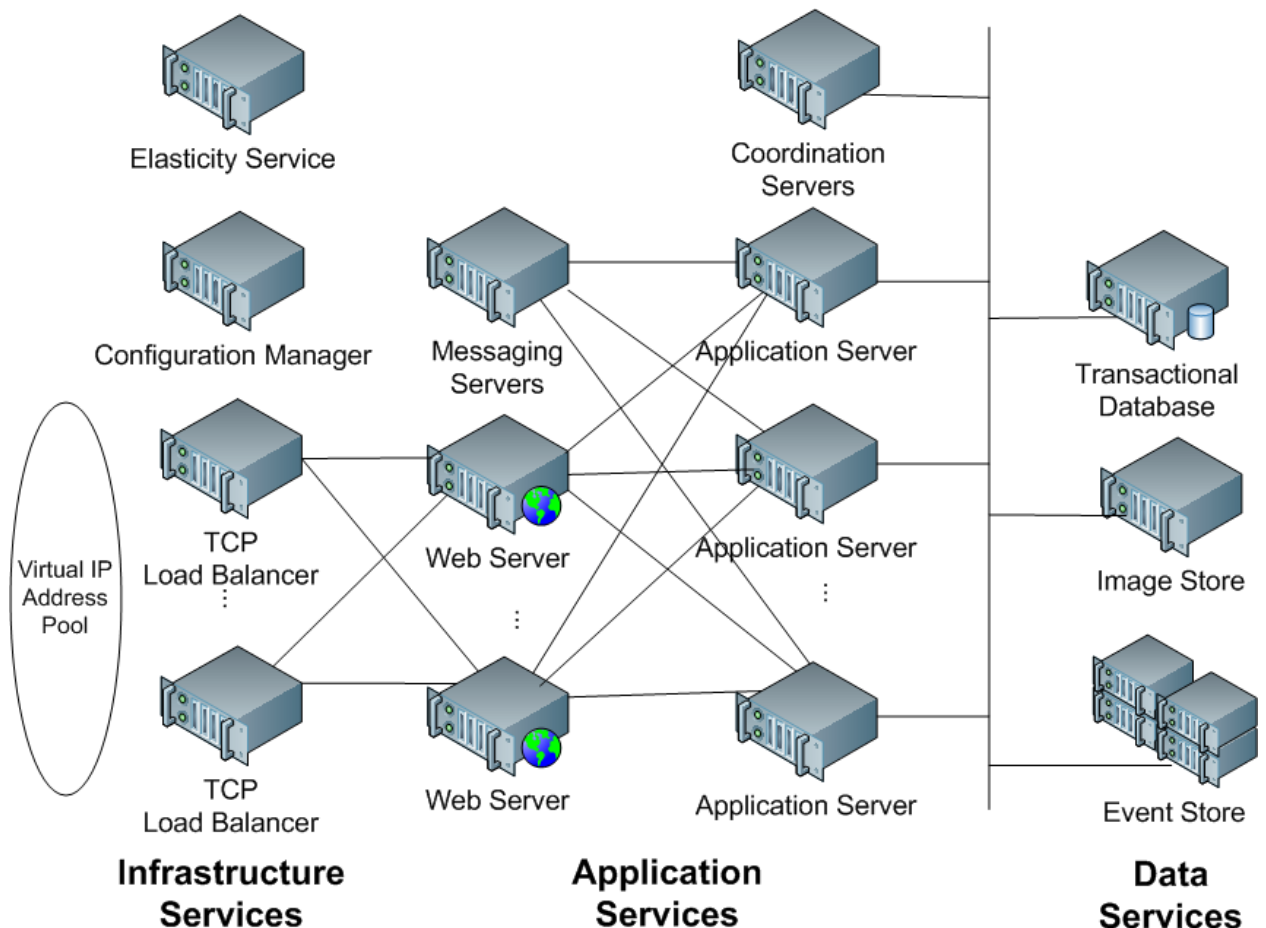 Elasticity Service
Coordination
Servers
Configuration Manager
Messaging
Servers
Application Server
Transactional
Database
Virtual IP
Address
Pool
TCP
Load Balancer
⋮
Web Server
⋮
Application Server
⋮
Image Store
TCP
Load Balancer
Web Server
Application Server
Event Store
Infrastructure
Services
Application
Services
Data
Services